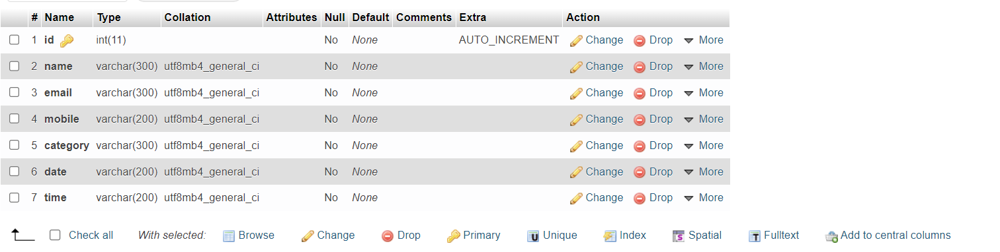 # Name Type Collation Attributes Null Default Comments Extra Action
1 id int(11) No None AUTO_INCREMENT Change Drop More
2 name varchar(300) utf8mb4_general_ci No None Change Drop More
3 email varchar(300) utf8mb4_general_ci No None Change Drop More
4 mobile varchar(200) utf8mb4_general_ci No None Change Drop More
5 category varchar(300) utf8mb4_general_ci No None Change Drop More
6 date varchar(200) utf8mb4_general_ci No None Change Drop More
7 time varchar(200) utf8mb4_general_ci No None Change Drop More
Check all With selected: Browse Change Drop Primary U Unique Index S Spatial T Fulltext Add to central columns